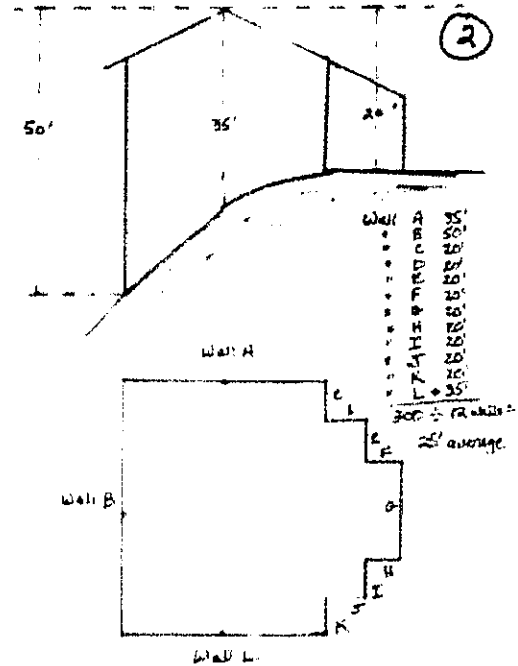 2
50'
35'
20'
Wall A 35'
" B 50'
" C 20'
" D 20'
" E 20'
" F 20'
" G 20'
" H 20'
" I 20'
" J 20'
" K 20'
" L + 35'
300 ÷ 12 walls =
25' average
Wall A
C
E
F
Wall B
G
H
I
J
K
Wall L